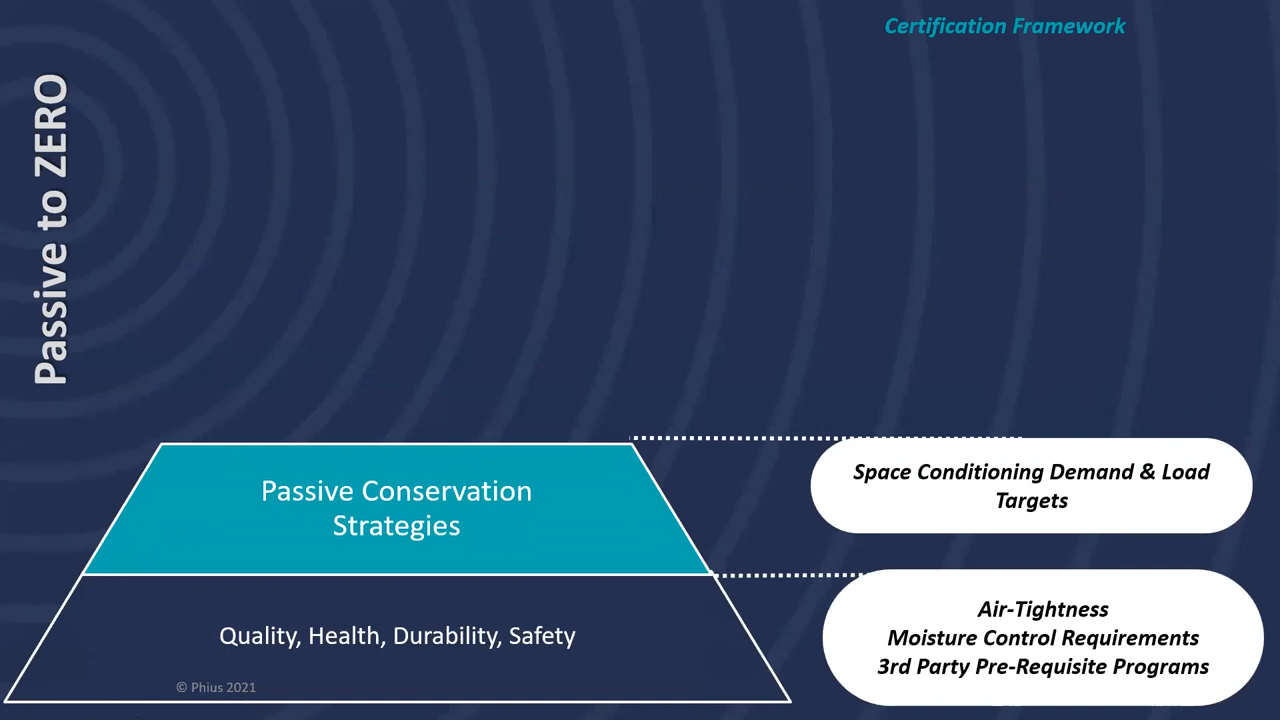 Certification Framework
Passive to ZERO
Passive Conservation
Strategies
Space Conditioning Demand & Load
Targets
Quality, Health, Durability, Safety
Air-Tightness
Moisture Control Requirements
3rd Party Pre-Requisite Programs
© Phius 2021